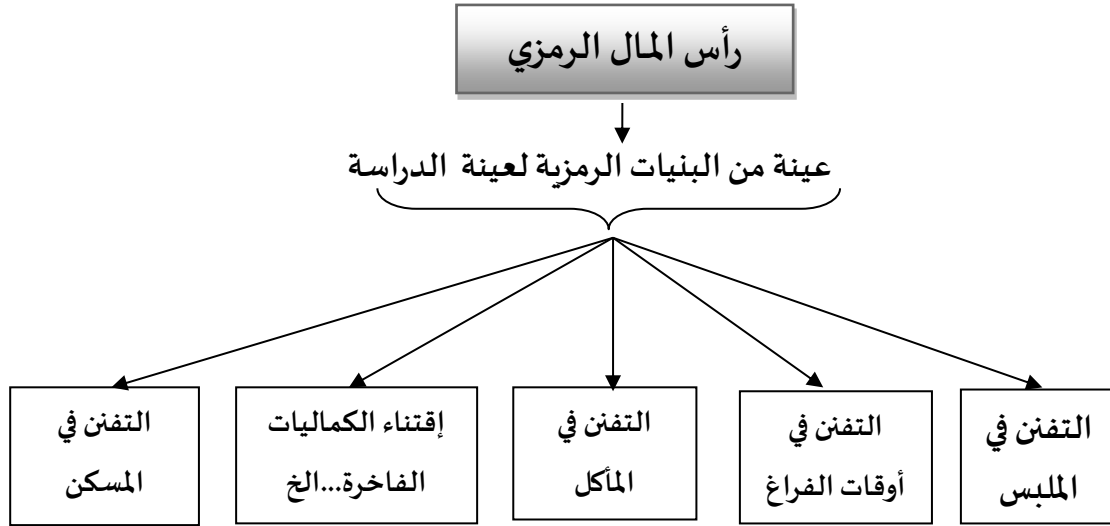 رأس المال الرمزي
عينة من البنيات الرمزية لعينة الدراسة
التفنن في
الملبس
التفنن في
أوقات الفراغ
التفنن في
المأكل
إقتناء الكماليات
الفاخرة...الخ
التفنن في
المسكن